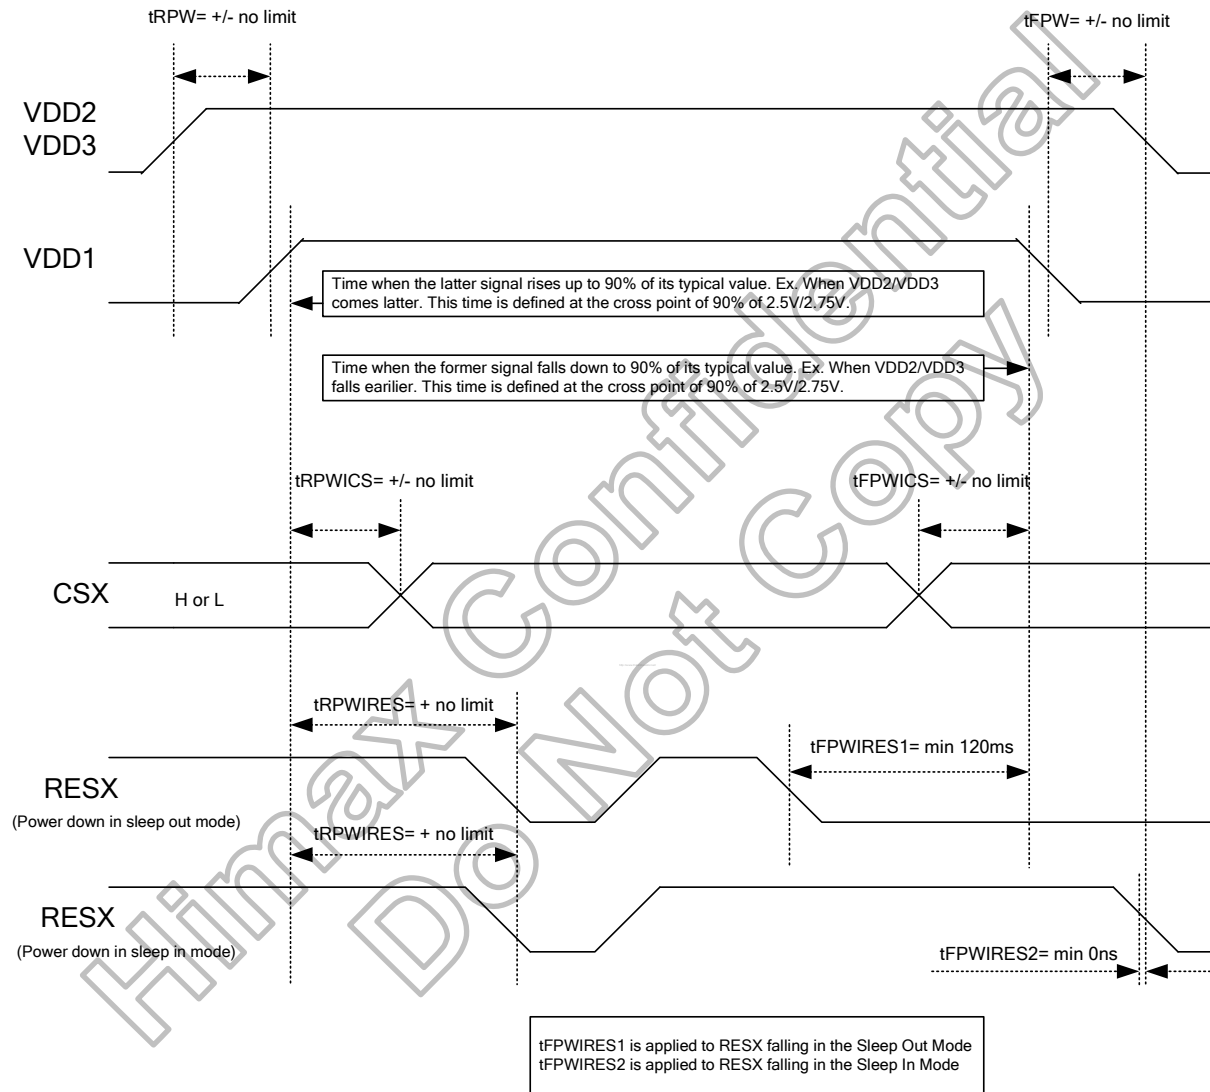 tRPW= +/- no limit
tFPW= +/- no limit
VDD2
VDD3
VDD1
Time when the latter signal rises up to 90% of its typical value. Ex. When VDD2/VDD3
comes latter. This time is defined at the cross point of 90% of 2.5V/2.75V.
Time when the former signal falls down to 90% of its typical value. Ex. When VDD2/VDD3
falls earilier. This time is defined at the cross point of 90% of 2.5V/2.75V.
tRPWICS= +/- no limit
tFPWICS= +/- no limit
CSX
H or L
tRPWIRES= + no limit
tFPWIRES1= min 120ms
RESX
(Power down in sleep out mode)
tRPWIRES= + no limit
RESX
(Power down in sleep in mode)
tFPWIRES2= min 0ns
tFPWIRES1 is applied to RESX falling in the Sleep Out Mode
tFPWIRES2 is applied to RESX falling in the Sleep In Mode
Himax Confidential
Do Not Copy